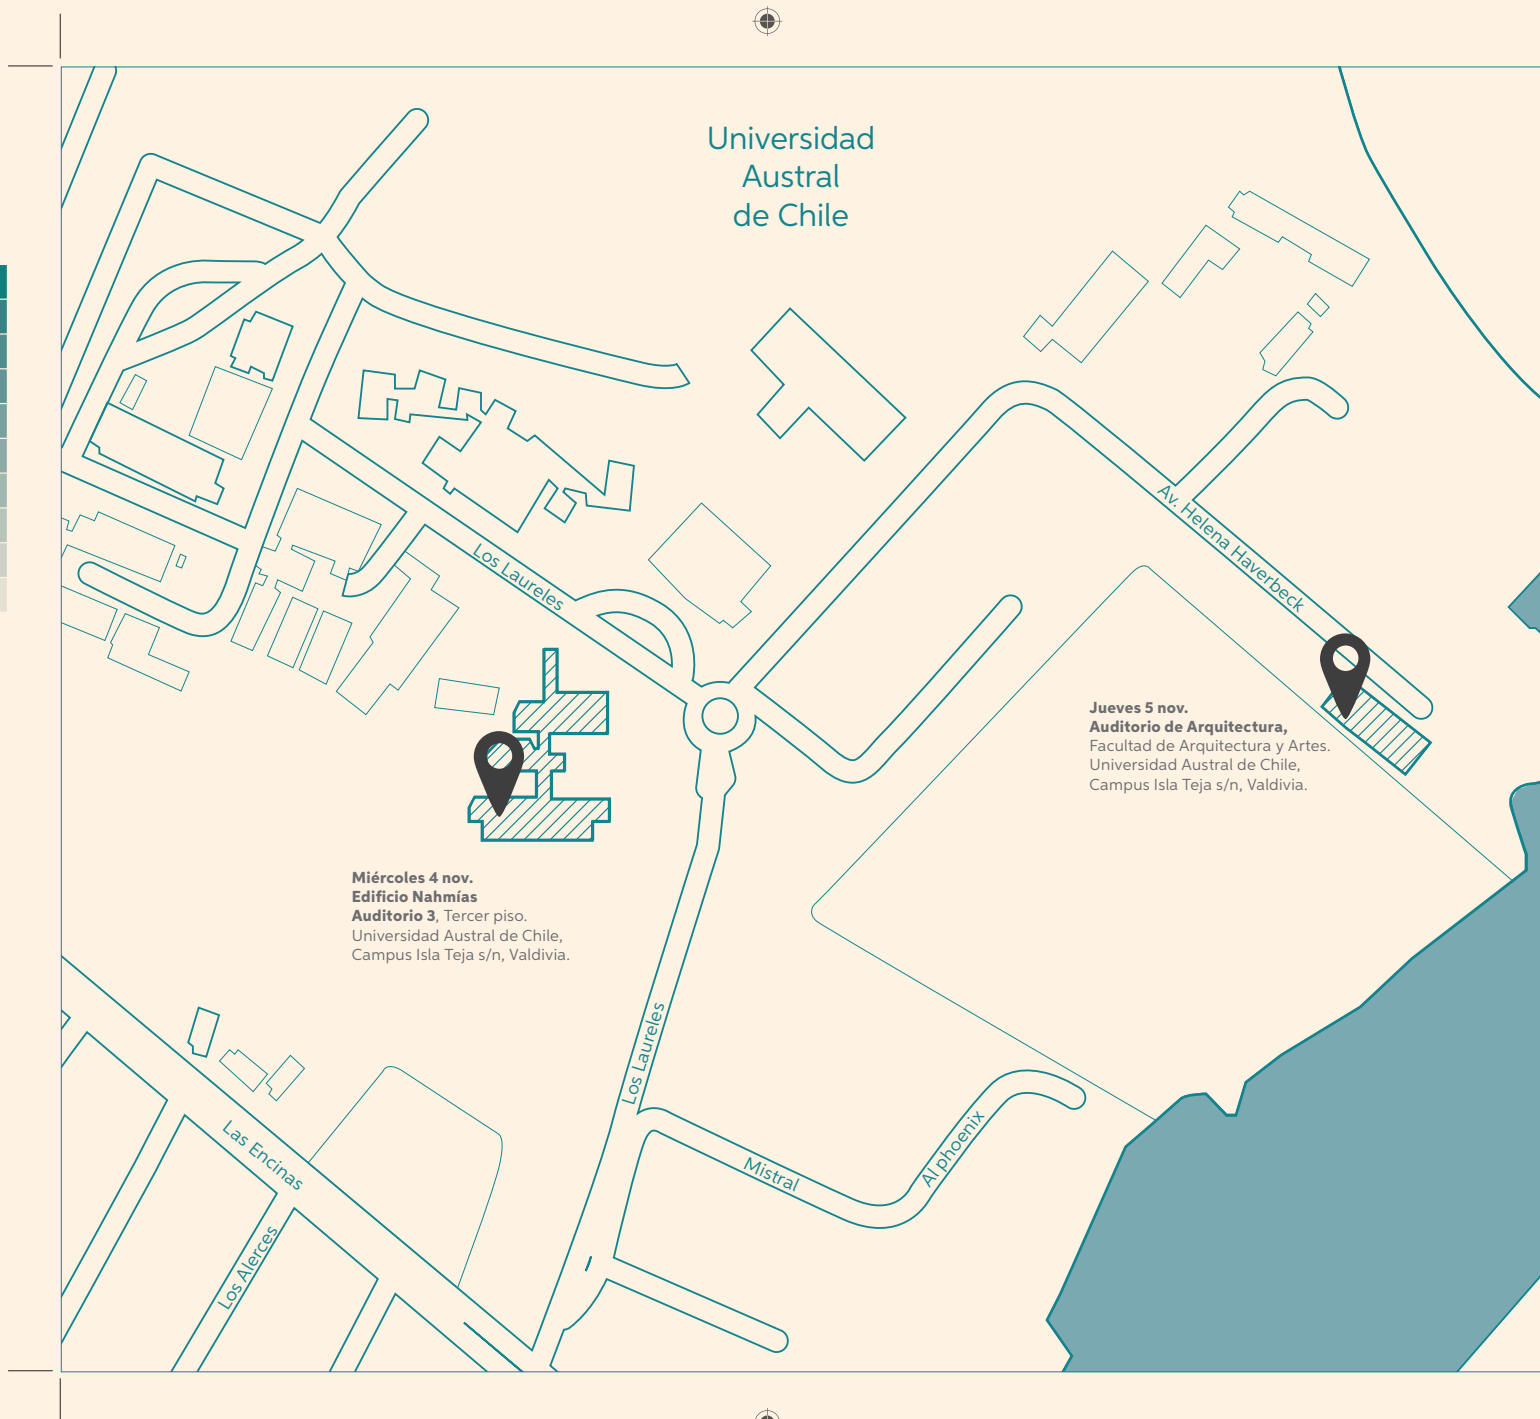 Universidad
Austral
de Chile
Los Laureles
Av. Helena Haverbeck
Jueves 5 nov.
Auditorio de Arquitectura,
Facultad de Arquitectura y Artes.
Universidad Austral de Chile,
Campus Isla Teja s/n, Valdivia.
Miércoles 4 nov.
Edificio Nahmías
Auditorio 3, Tercer piso.
Universidad Austral de Chile,
Campus Isla Teja s/n, Valdivia.
Los Laureles
Las Encinas
Mistral
Al phoenix
Los Alerces